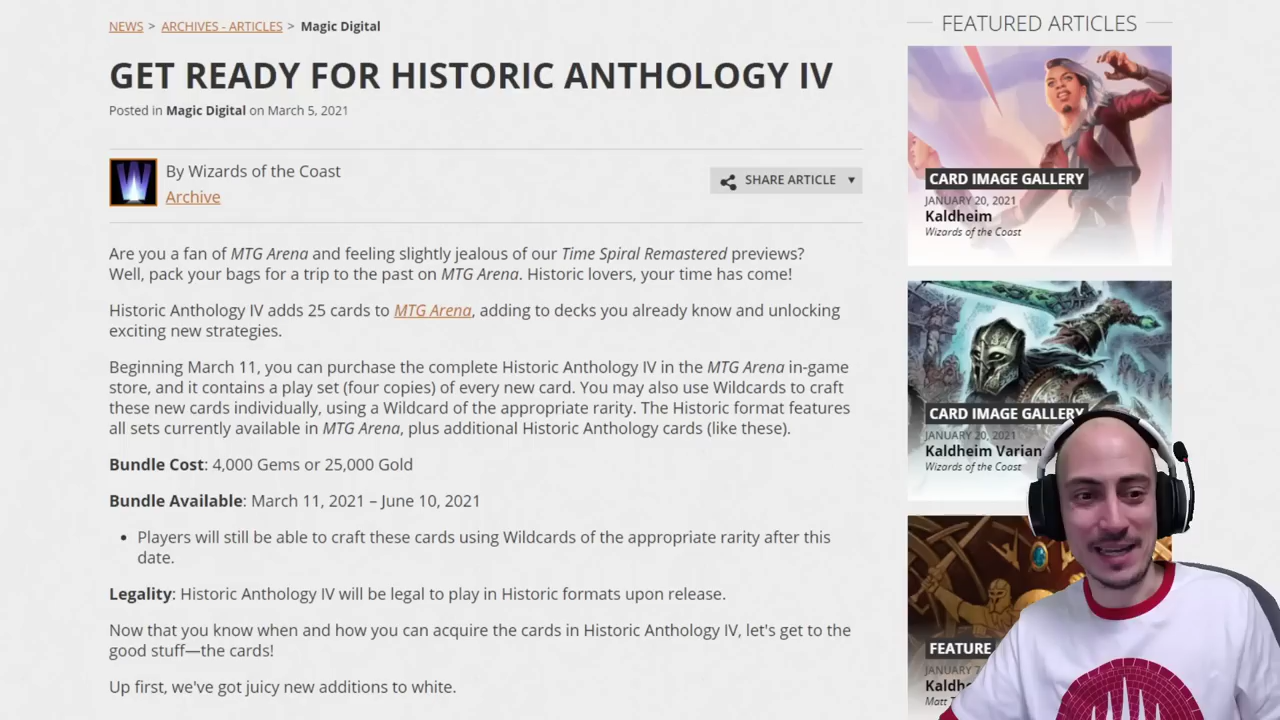 NEWS > ARCHIVES - ARTICLES > Magic Digital
GET READY FOR HISTORIC ANTHOLOGY IV
Posted in Magic Digital on March 5, 2021
W
By Wizards of the Coast
Archive
SHARE ARTICLE
Are you a fan of MTG Arena and feeling slightly jealous of our Time Spiral Remastered previews?
Well, pack your bags for a trip to the past on MTG Arena. Historic lovers, your time has come!
Historic Anthology IV adds 25 cards to MTG Arena, adding to decks you already know and unlocking
exciting new strategies.
Beginning March 11, you can purchase the complete Historic Anthology IV in the MTG Arena in-game
store, and it contains a play set (four copies) of every new card. You may also use Wildcards to craft
these new cards individually, using a Wildcard of the appropriate rarity. The Historic format features
all sets currently available in MTG Arena, plus additional Historic Anthology cards (like these).
Bundle Cost: 4,000 Gems or 25,000 Gold
Bundle Available: March 11, 2021 – June 10, 2021
• Players will still be able to craft these cards using Wildcards of the appropriate rarity after this
date.
Legality: Historic Anthology IV will be legal to play in Historic formats upon release.
Now that you know when and how you can acquire the cards in Historic Anthology IV, let's get to the
good stuff—the cards!
Up first, we've got juicy new additions to white.
FEATURED ARTICLES
CARD IMAGE GALLERY
JANUARY 20, 2021
Kaldheim
Wizards of the Coast
CARD IMAGE GALLERY
JANUARY 20, 2021
Kaldheim Varian
Wizards of the Coast
FEATURE
JANUARY 7
Kaldhe
Matt T